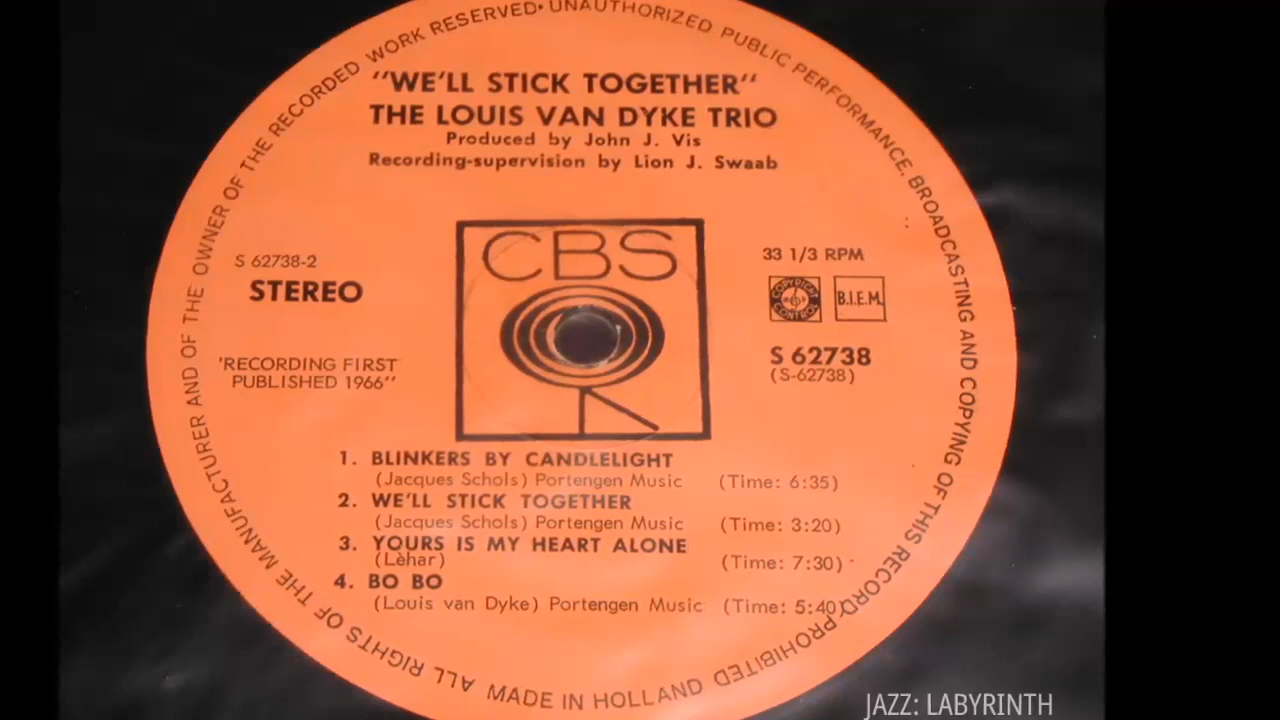 ALL RIGHTS OF THE MANUFACTURER AND OF THE OWNER OF THE RECORDED WORK RESERVED • UNAUTHORIZED PUBLIC PERFORMANCE, BROADCASTING AND COPYING OF THIS RECORD PROHIBITED
"WE'LL STICK TOGETHER"
THE LOUIS VAN DYKE TRIO
Produced by John J. Vis
Recording-supervision by Lion J. Swaab
CBS
S 62738-2
STEREO
'RECORDING FIRST
PUBLISHED 1966''
33 1/3 RPM
COPYRIGHT CONTROL
B.I.E.M.
S 62738
(S-62738)
1. BLINKERS BY CANDLELIGHT
(Jacques Schols) Portengen Music (Time: 6:35)
2. WE'LL STICK TOGETHER
(Jacques Schols) Portengen Music (Time: 3:20)
3. YOURS IS MY HEART ALONE
(Lèhar) (Time: 7:30)
4. BO BO
(Louis van Dyke) Portengen Music (Time: 5:40)
MADE IN HOLLAND
JAZZ: LABYRINTH